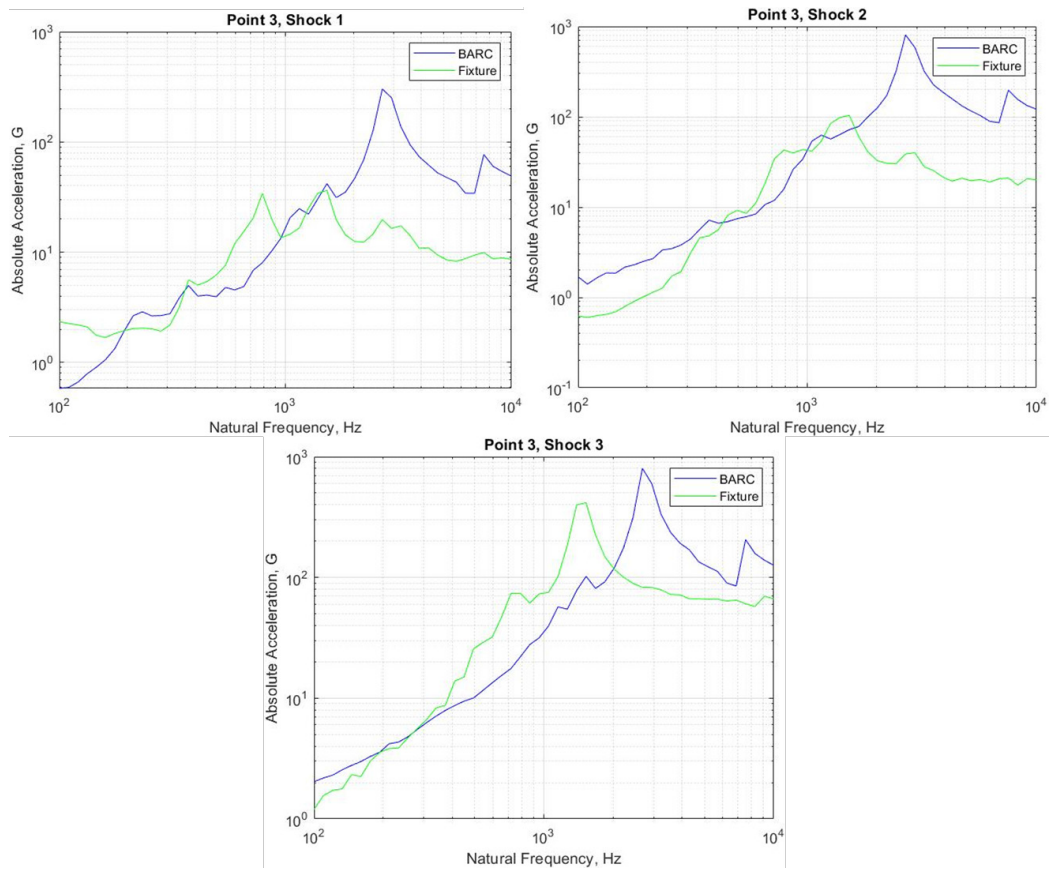 Point 3, Shock 1
10^3
BARC
Fixture
10^2
10^1
10^0
Absolute Acceleration, G
10^2
10^3
10^4
Natural Frequency, Hz
Point 3, Shock 2
10^3
BARC
Fixture
10^2
10^1
10^0
10^-1
Absolute Acceleration, G
10^2
10^3
10^4
Natural Frequency, Hz
Point 3, Shock 3
10^3
BARC
Fixture
10^2
10^1
10^0
Absolute Acceleration, G
10^2
10^3
10^4
Natural Frequency, Hz